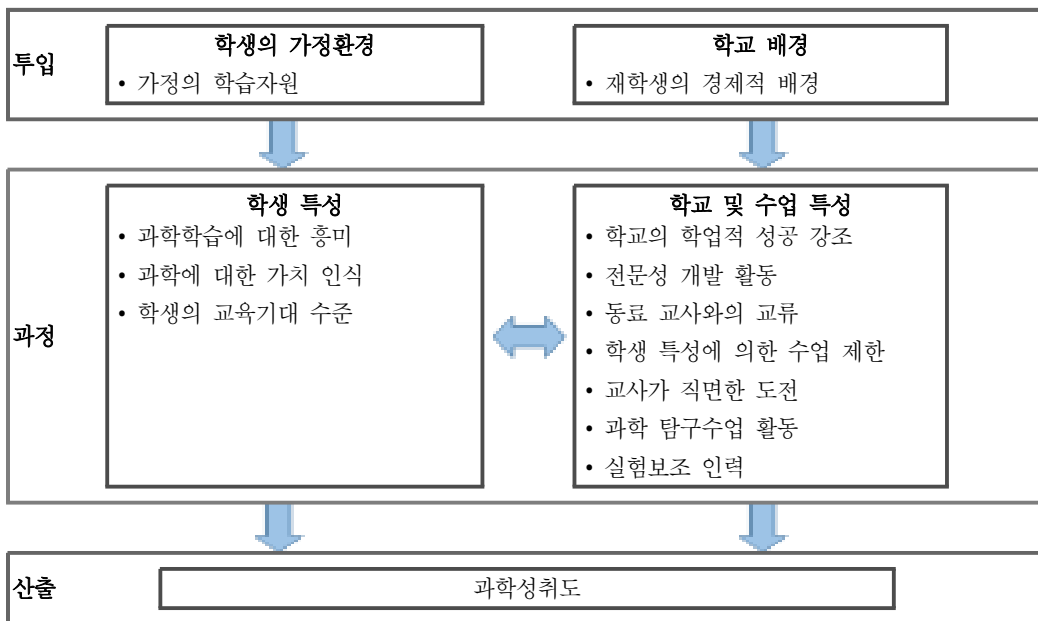 투입
학생의 가정환경
• 가정의 학습자원
학교 배경
• 재학생의 경제적 배경
과정
학생 특성
• 과학학습에 대한 흥미
• 과학에 대한 가치 인식
• 학생의 교육기대 수준
학교 및 수업 특성
• 학교의 학업적 성공 강조
• 전문성 개발 활동
• 동료 교사와의 교류
• 학생 특성에 의한 수업 제한
• 교사가 직면한 도전
• 과학 탐구수업 활동
• 실험보조 인력
산출
과학성취도